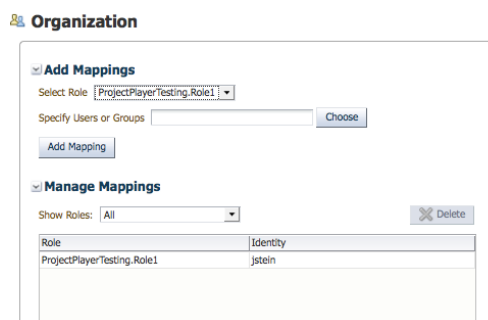 Organization
Add Mappings
Select Role ProjectPlayerTesting.Role1
Specify Users or Groups Choose
Add Mapping
Manage Mappings
Show Roles: All Delete
Role Identity
ProjectPlayerTesting.Role1 jstein